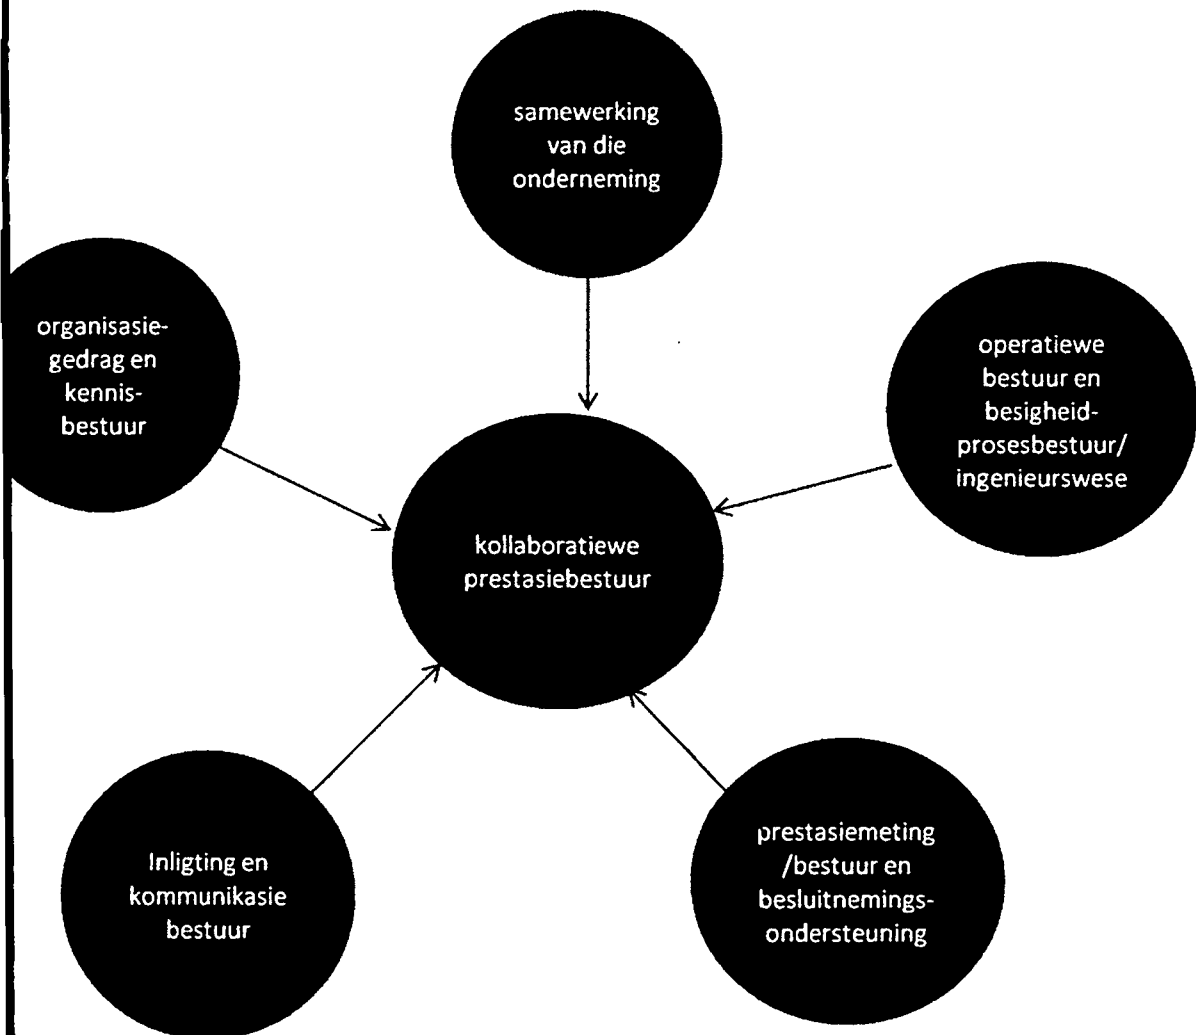 samewerking
van die
onderneming
organisasie-
gedrag en
kennis-
bestuur
operatiewe
bestuur en
besigheid-
prosesbestuur/
ingenieurswese
kollaboratiewe
prestasiebestuur
Inligting en
kommunikasie
bestuur
prestasiemeting
/bestuur en
besluitnemings-
ondersteuning